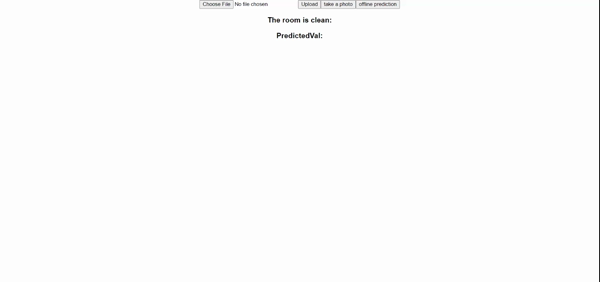 Choose File No file chosen Upload take a photo offline prediction
The room is clean:
PredictedVal: